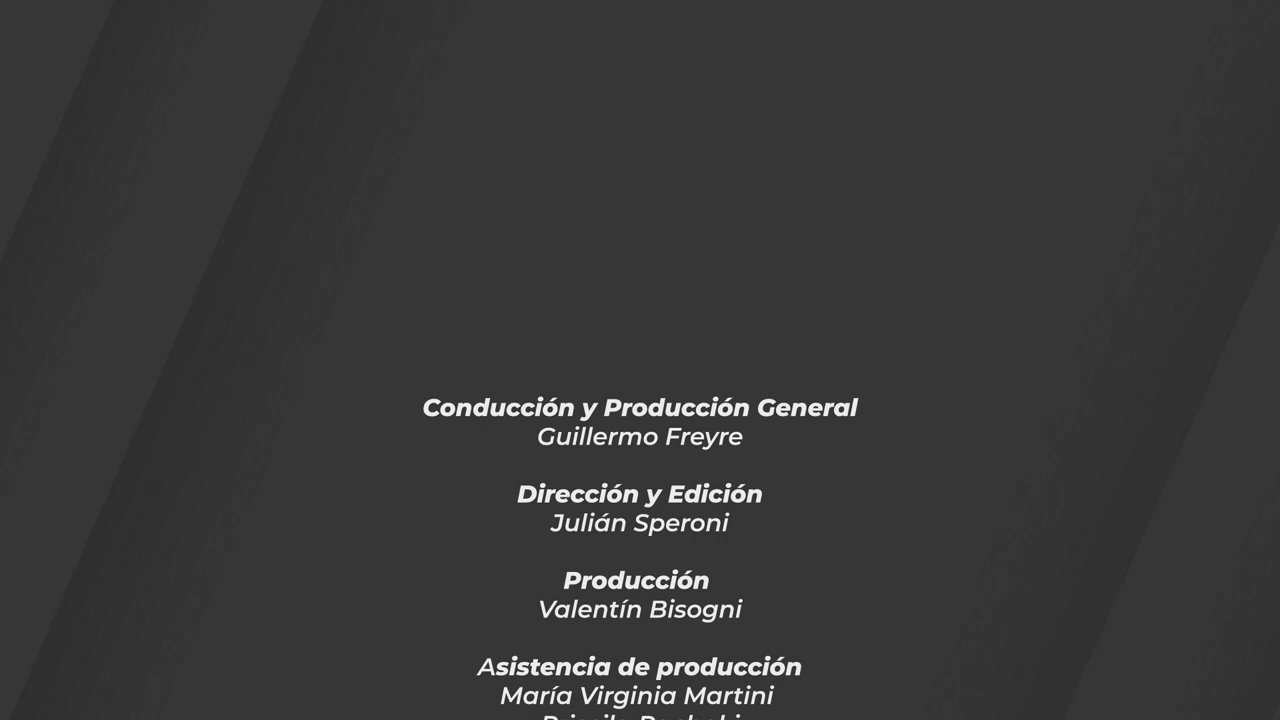 Conducción y Producción General
Guillermo Freyre
Dirección y Edición
Julián Speroni
Producción
Valentín Bisogni
Asistencia de producción
María Virginia Martini